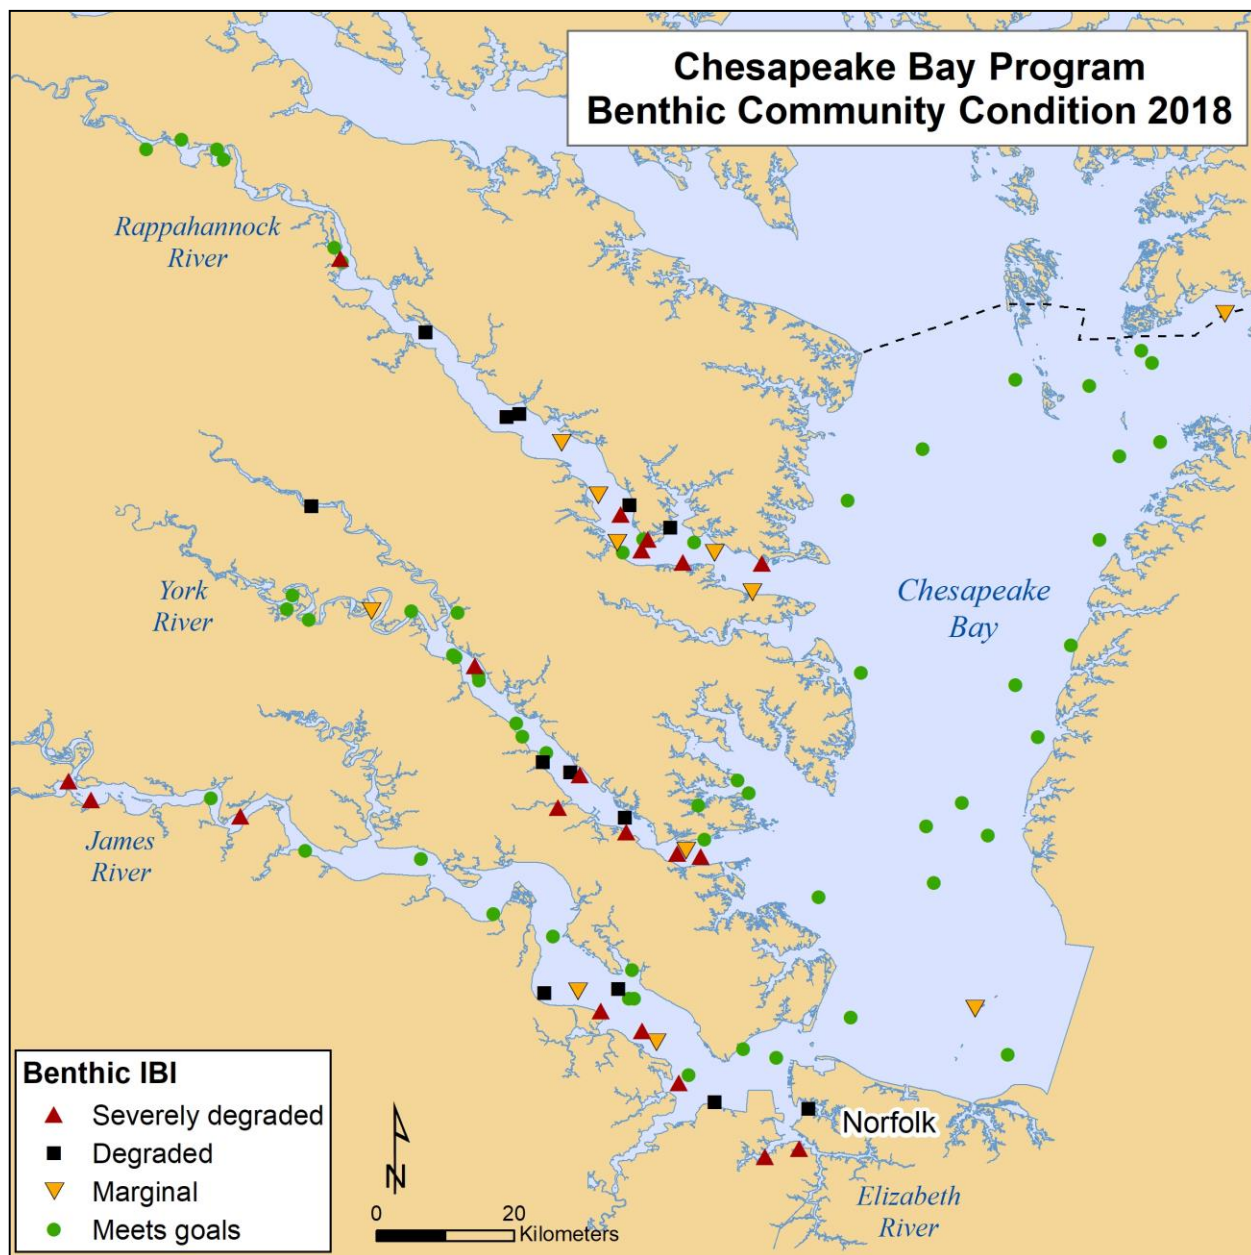 Chesapeake Bay Program
Benthic Community Condition 2018
Rappahannock
River
York
River
Chesapeake
Bay
James
River
Benthic IBI
Severely degraded
Degraded
Marginal
Meets goals
N
0 20
Kilometers
Norfolk
Elizabeth
River